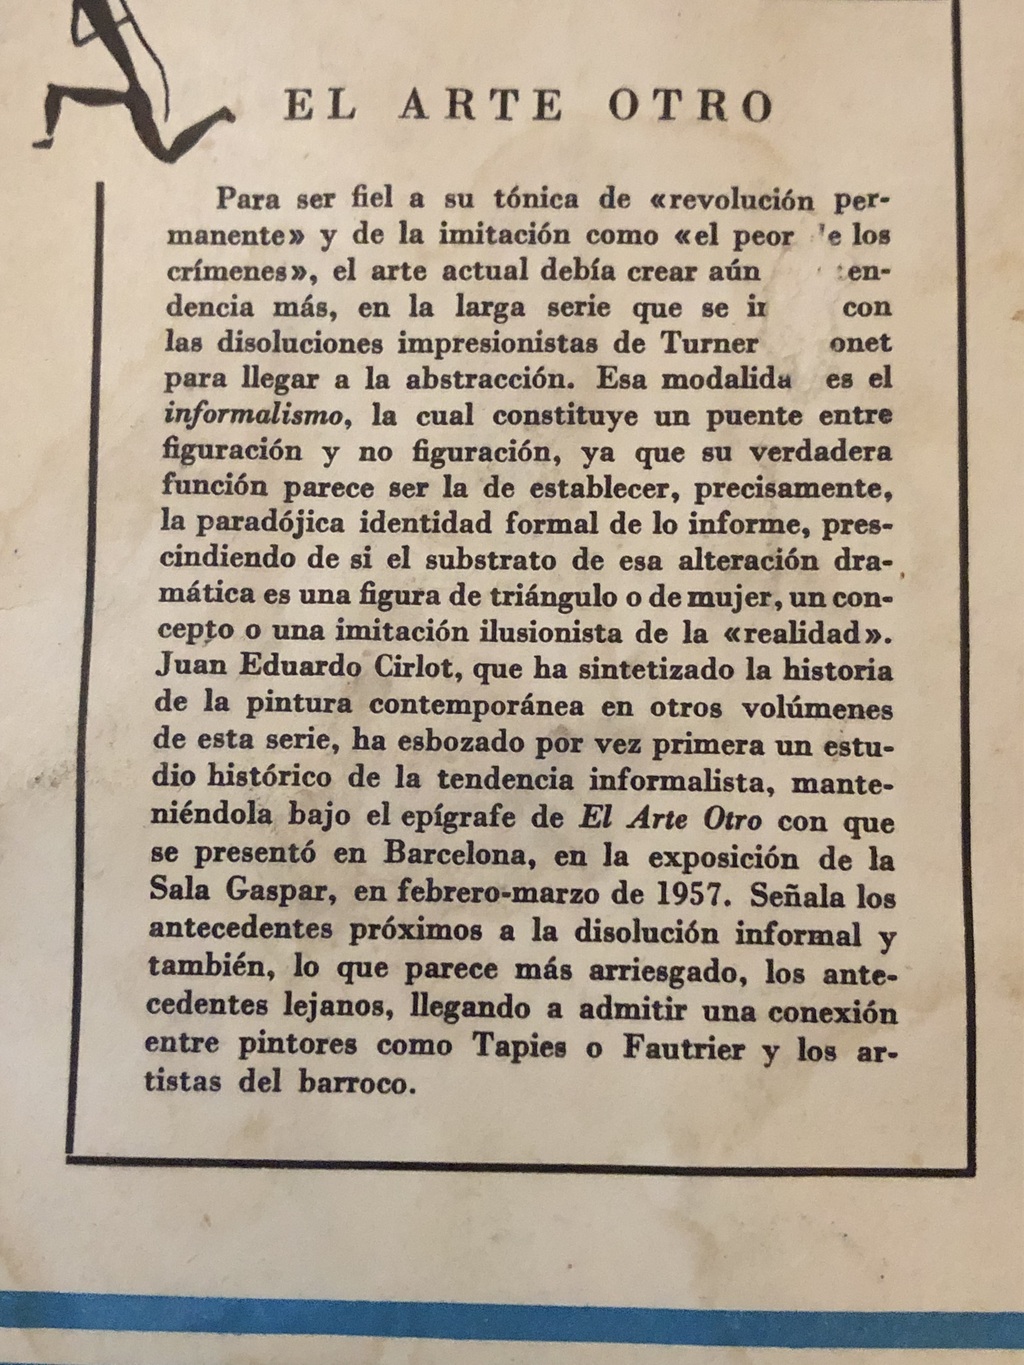 EL ARTE OTRO
Para ser fiel a su tónica de «revolución per-
manente» y de la imitación como «el peor los
crímenes», el arte actual debía crear aún ten-
dencia más, en la larga serie que se con
las disoluciones impresionistas de Turner
para llegar a la abstracción. Esa es el
informalismo, la cual constituye un puente entre
figuración y no figuración, ya que su verdadera
función parece ser la de establecer, precisamente,
la paradójica identidad formal de lo informe, pres-
cindiendo de si el substrato de esa alteración dra-
mática es una figura de triángulo o de mujer, un con-
cepto o una imitación ilusionista de la «realidad».
Juan Eduardo Cirlot, que ha sintetizado la historia
de la pintura contemporánea en otros volúmenes
de esta serie, ha esbozado por vez primera un estu-
dio histórico de la tendencia informalista, mante-
niéndola bajo el epígrafe de El Arte Otro con que
se presentó en Barcelona, en la exposición de la
Sala Gaspar, en febrero-marzo de 1957. Señala los
antecedentes próximos a la disolución informal y
también, lo que parece más arriesgado, los ante-
cedentes lejanos, llegando a admitir una conexión
entre pintores como Tapies o Fautrier y los ar-
tistas del barroco.